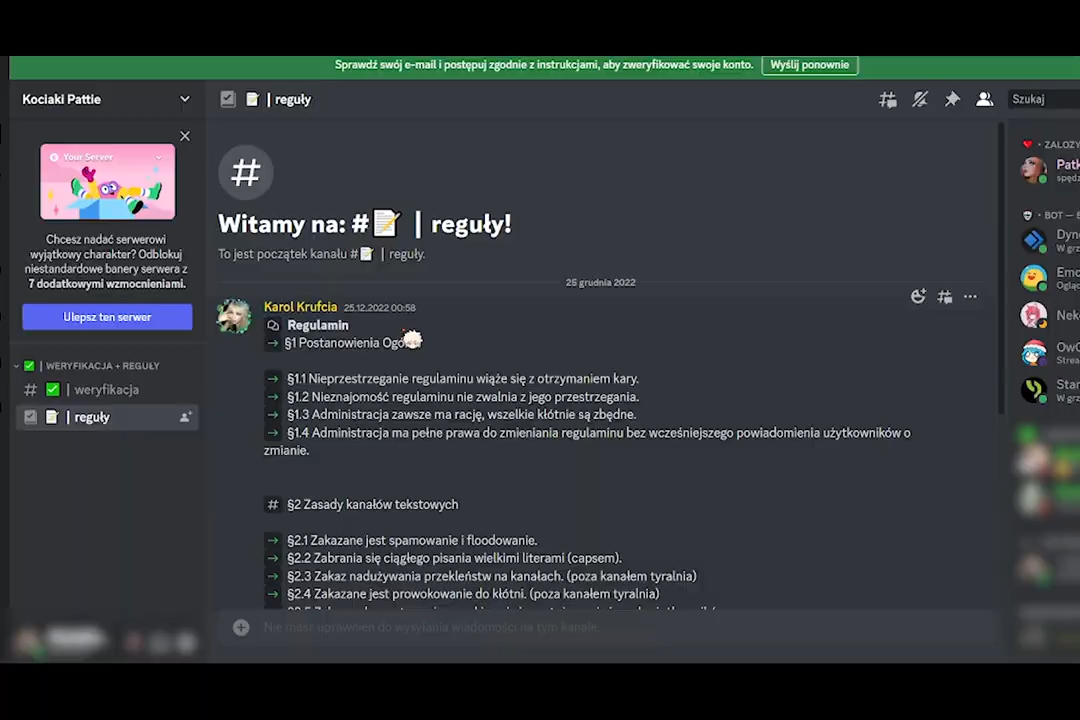 Sprawdź swój e-mail i postępuj zgodnie z instrukcjami, aby zweryfikować swoje konto.
Wyślij ponownie
Kociaki Pattie
| reguły
Szukaj
Your Server
Chcesz nadać serwerowi
wyjątkowy charakter? Odblokuj
niestandardowe banery serwera z
7 dodatkowymi wzmocnieniami.
Ulepsz ten serwer
| WERYFIKACJA + REGUŁY
# | weryfikacja
| reguły
#
Witamy na: # | reguły!
To jest początek kanału # | reguły.
25 grudnia 2022
Karol Krufcia 25.12.2022 00:58
Regulamin
→ §1 Postanowienia
→ §1.1 Nieprzestrzeganie regulaminu wiąże się z otrzymaniem kary.
→ §1.2 Nieznajomość regulaminu nie zwalnia z jego przestrzegania.
→ §1.3 Administracja zawsze ma rację, wszelkie kłótnie są zbędne.
→ §1.4 Administracja ma pełne prawa do zmieniania regulaminu bez wcześniejszego powiadomienia użytkowników o
zmianie.
# §2 Zasady kanałów tekstowych
→ §2.1 Zakazane jest spamowanie i floodowanie.
→ §2.2 Zabrania się ciągłego pisania wielkimi literami (capsem).
→ §2.3 Zakaz nadużywania przekleństw na kanałach. (poza kanałem tyralnia)
→ §2.4 Zakazane jest prowokowanie do kłótni. (poza kanałem tyralnia)
Nie masz uprawnień do wysyłania wiadomości na tym kanale.
BOT
W grz
W grz